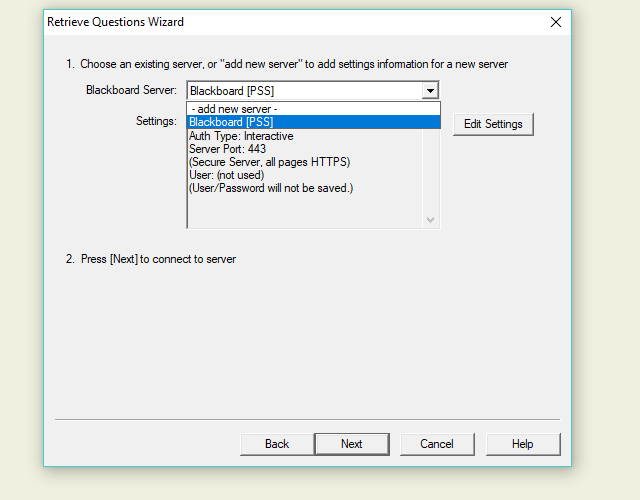 Retrieve Questions Wizard
1. Choose an existing server, or "add new server" to add settings information for a new server
Blackboard Server: Blackboard [PSS]
- add new server -
Settings: Blackboard [PSS]
Edit Settings
Auth Type: Interactive
Server Port: 443
(Secure Server, all pages HTTPS)
User: (not used)
(User/Password will not be saved.)
2. Press [Next] to connect to server
Back Next Cancel Help